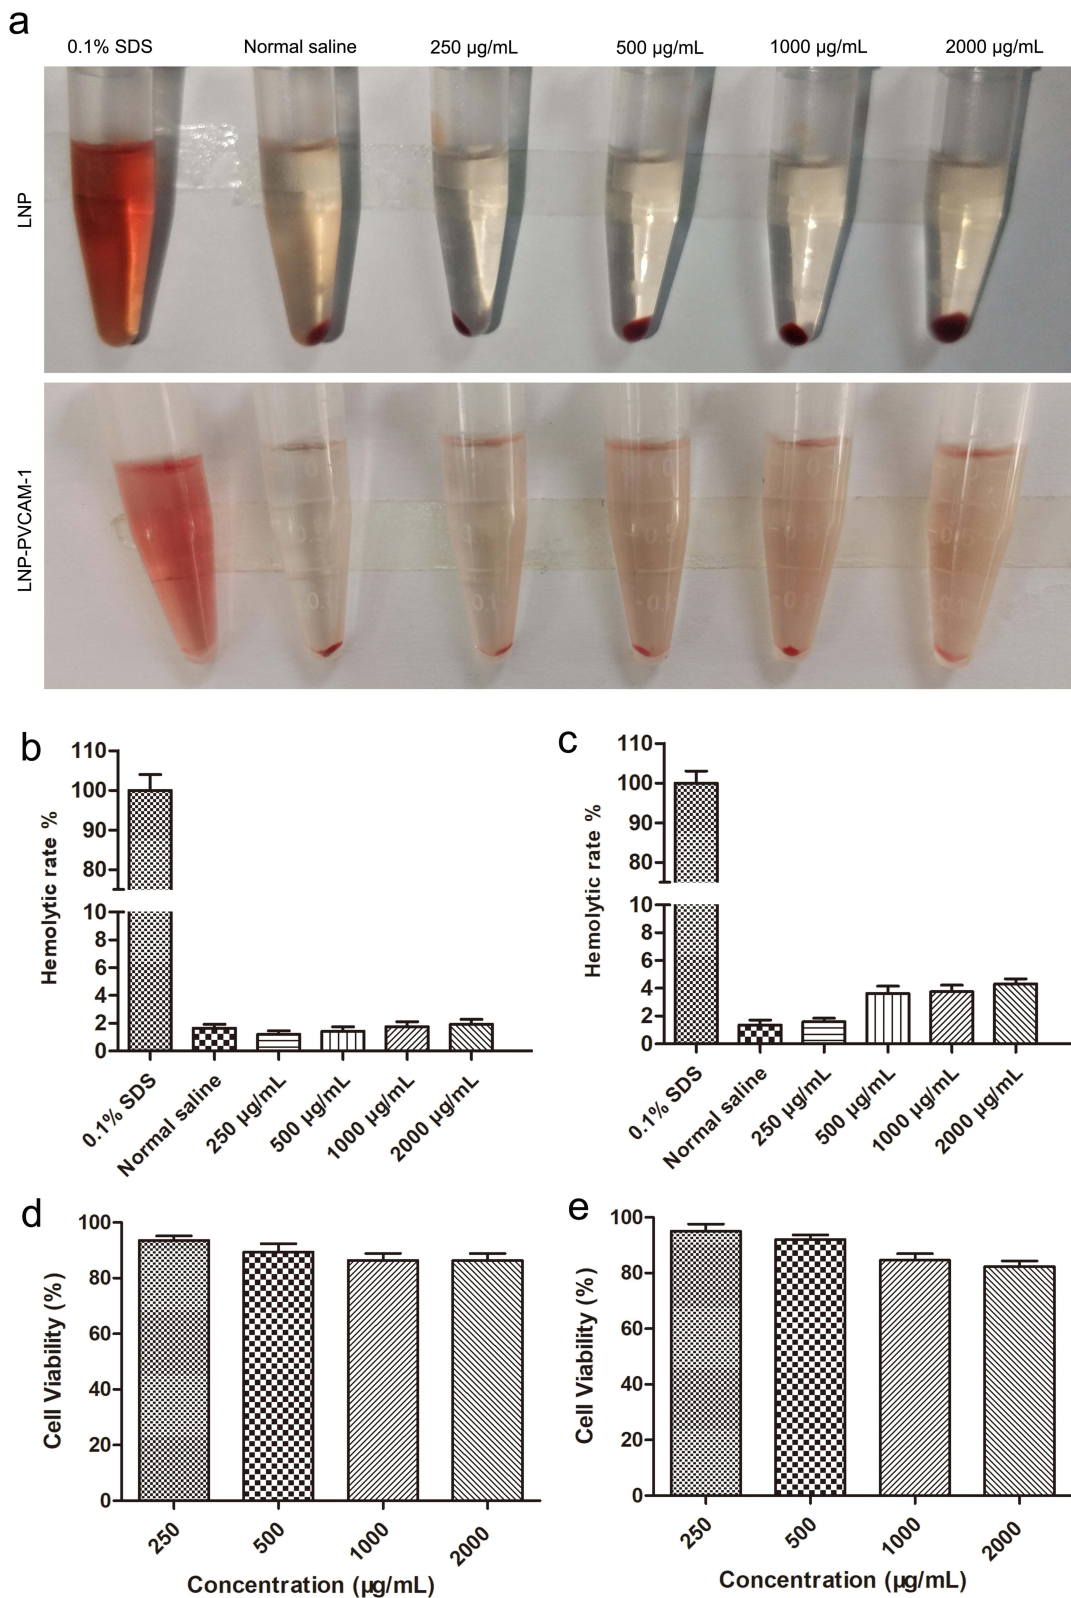 a
0.1% SDS Normal saline 250 µg/mL 500 µg/mL 1000 µg/mL 2000 µg/mL
LNP
LNP-PVCAM-1
b
Hemolytic rate %
110
100
90
80
10
8
6
4
2
0
0.1% SDS
Normal saline
250 µg/mL
500 µg/mL
1000 µg/mL
2000 µg/mL
c
Hemolytic rate %
110
100
90
80
10
8
6
4
2
0
0.1% SDS
Normal saline
250 µg/mL
500 µg/mL
1000 µg/mL
2000 µg/mL
d
Cell Viability (%)
100
80
60
40
20
0
250
500
1000
2000
Concentration (µg/mL)
e
Cell Viability (%)
100
80
60
40
20
0
250
500
1000
2000
Concentration (µg/mL)